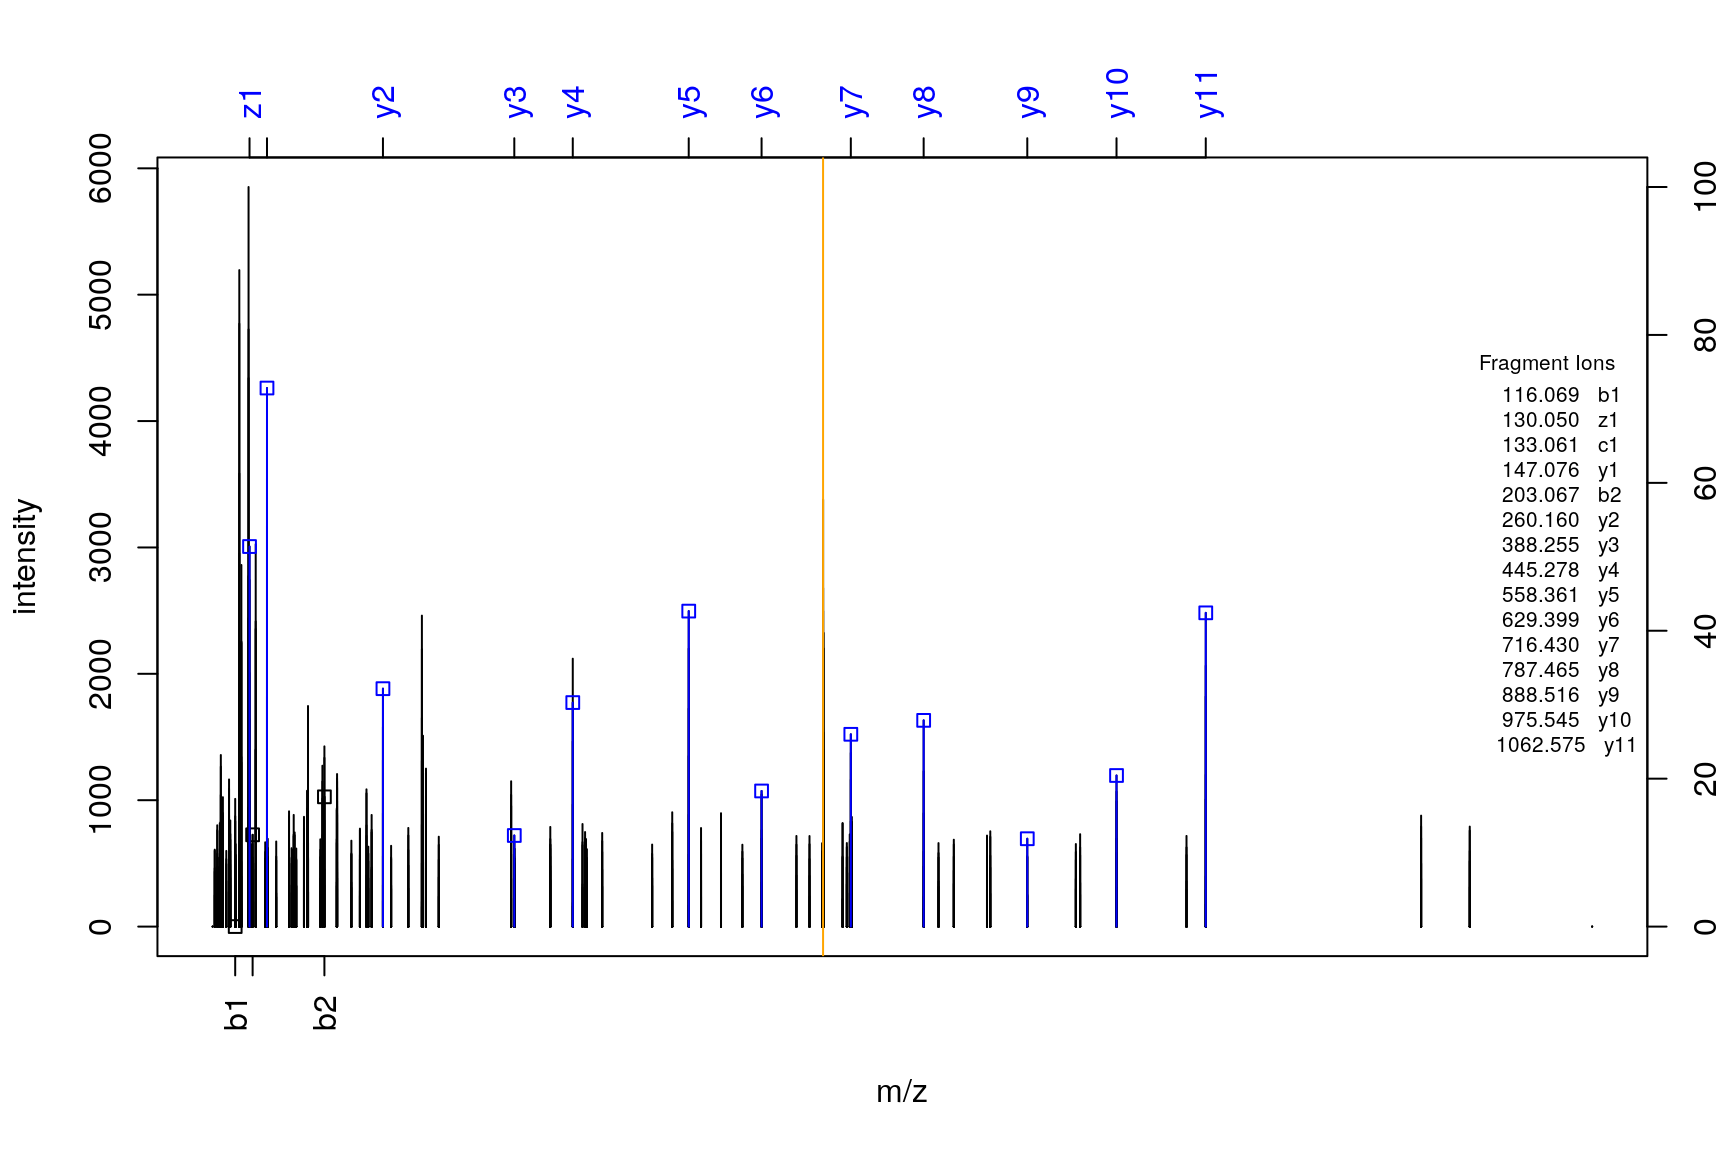 z1 y2 y3 y4 y5 y6 y7 y8 y9 y10 y11
6000
5000
4000
3000
2000
1000
0
intensity
100
80
60
40
20
0
Fragment Ions
116.069 b1
130.050 z1
133.061 c1
147.076 y1
203.067 b2
260.160 y2
388.255 y3
445.278 y4
558.361 y5
629.399 y6
716.430 y7
787.465 y8
888.516 y9
975.545 y10
1062.575 y11
b1 b2
m/z